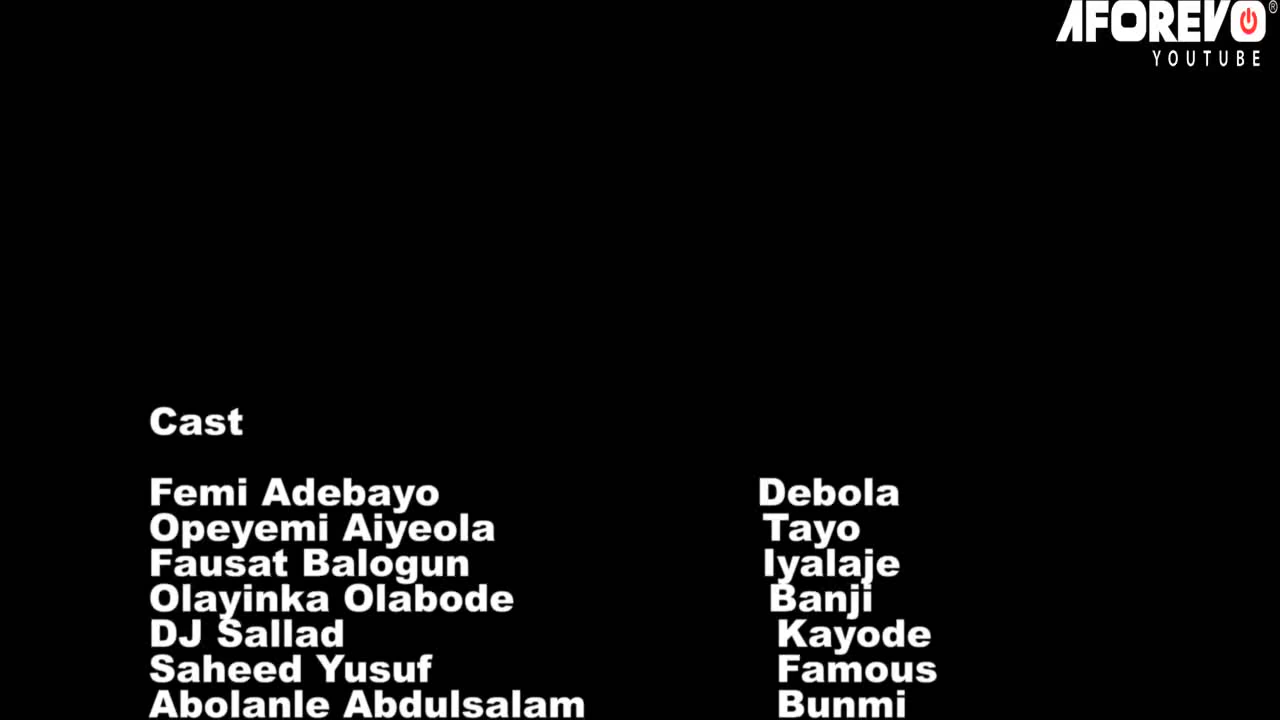 AFOREVO®
YOUTUBE
Cast
Femi Adebayo Debola
Opeyemi Aiyeola Tayo
Fausat Balogun Iyalaje
Olayinka Olabode Banji
DJ Sallad Kayode
Saheed Yusuf Famous
Abolanle Abdulsalam Bunmi